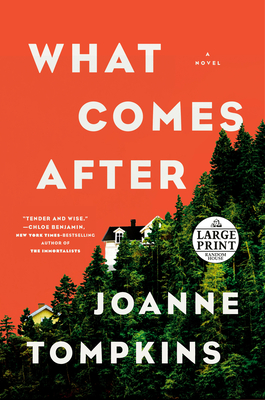 WHAT
A NOVEL
COMES
AFTER
"TENDER AND WISE."
—CHLOE BENJAMIN,
NEW YORK TIMES-BESTSELLING
AUTHOR OF
THE IMMORTALISTS
LARGE
PRINT
RANDOM
HOUSE
JOANNE
TOMPKINS